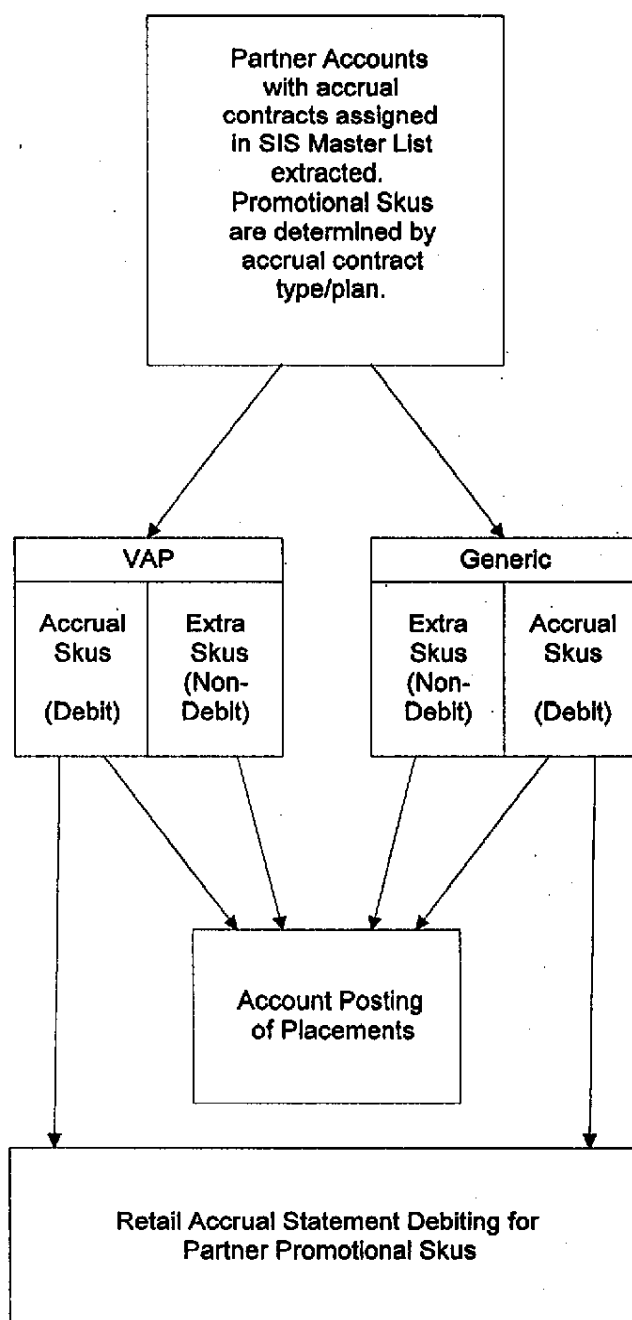 Partner Accounts
with accrual
contracts assigned
in SIS Master List
extracted.
Promotional Skus
are determined by
accrual contract
type/plan.
VAP
Accrual
Skus
(Debit)
Extra
Skus
(Non-
Debit)
Generic
Extra
Skus
(Non-
Debit)
Accrual
Skus
(Debit)
Account Posting
of Placements
Retail Accrual Statement Debiting for
Partner Promotional Skus